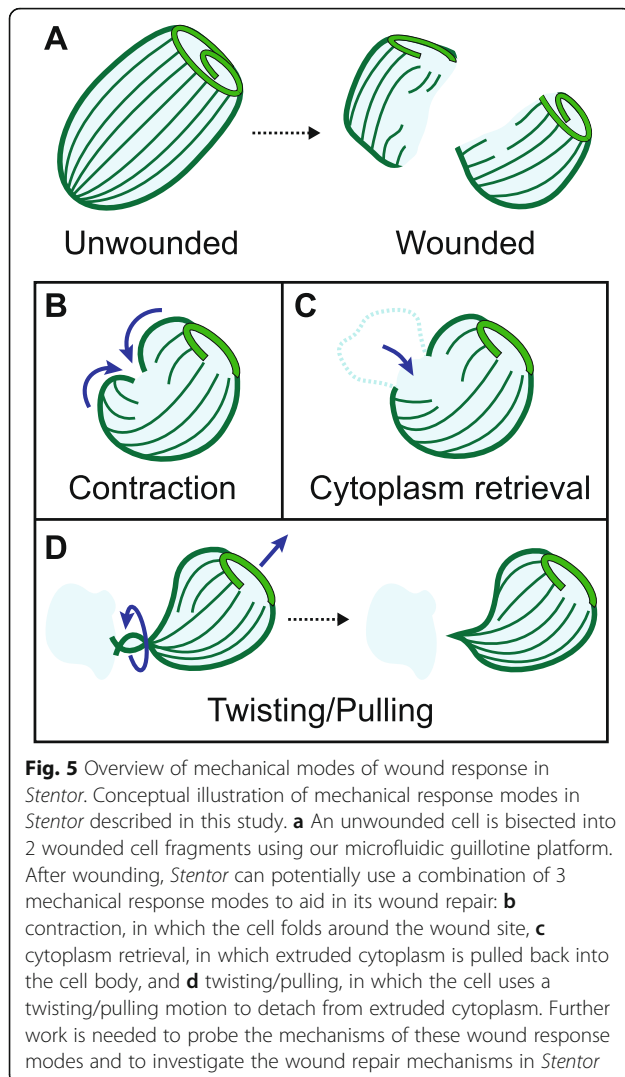 A
Unwounded Wounded
B
C
Contraction
Cytoplasm retrieval
D
Twisting/Pulling
Fig. 5 Overview of mechanical modes of wound response in
Stentor. Conceptual illustration of mechanical response modes in
Stentor described in this study. a An unwounded cell is bisected into
2 wounded cell fragments using our microfluidic guillotine platform.
After wounding, Stentor can potentially use a combination of 3
mechanical response modes to aid in its wound repair: b
contraction, in which the cell folds around the wound site, c
cytoplasm retrieval, in which extruded cytoplasm is pulled back into
the cell body, and d twisting/pulling, in which the cell uses a
twisting/pulling motion to detach from extruded cytoplasm. Further
work is needed to probe the mechanisms of these wound response
modes and to investigate the wound repair mechanisms in Stentor